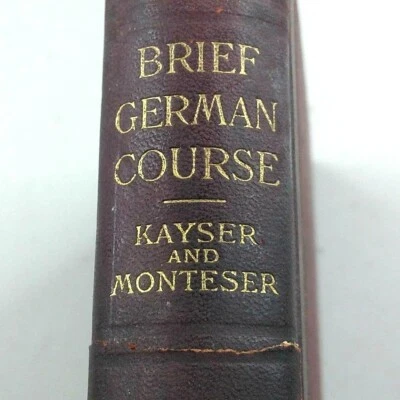 BRIEF
GERMAN
COURSE
KAYSER
AND
MONTESER